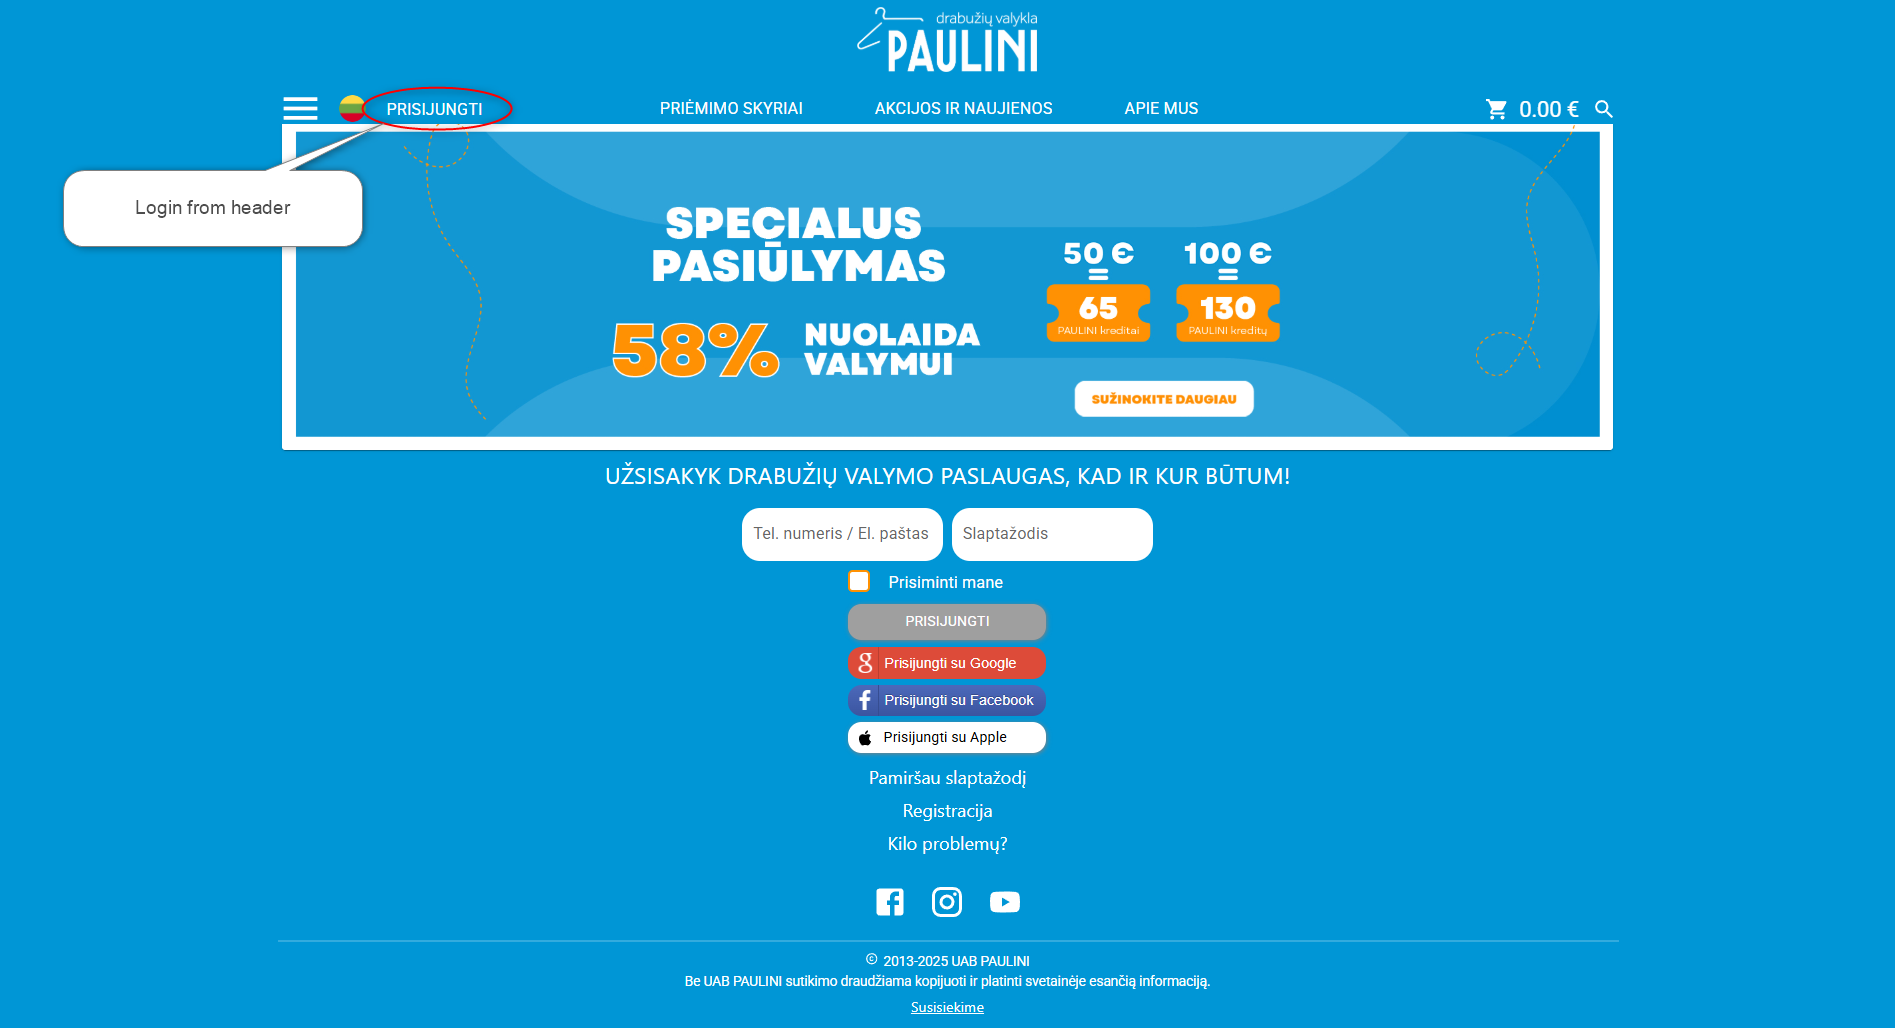 drabužių valykla
PAULINI
PRISIJUNGTI
PRIĖMIMO SKYRIAI
AKCIJOS IR NAUJIENOS
APIE MUS
0.00 €
Login from header
SPECIALUS
PASIŪLYMAS
58%
NUOLAIDA
VALYMUI
50 €
=
65
PAULINI kreditai
100 €
=
130
PAULINI kreditų
SUŽINOKITE DAUGIAU
UŽSISAKYK DRABUŽIŲ VALYMO PASLAUGAS, KAD IR KUR BŪTUM!
Tel. numeris / El. paštas
Slaptažodis
Prisiminti mane
PRISIJUNGTI
Prisijungti su Google
Prisijungti su Facebook
Prisijungti su Apple
Pamiršau slaptažodį
Registracija
Kilo problemų?
© 2013-2025 UAB PAULINI
Be UAB PAULINI sutikimo draudžiama kopijuoti ir platinti svetainėje esančią informaciją.
Susisiekime